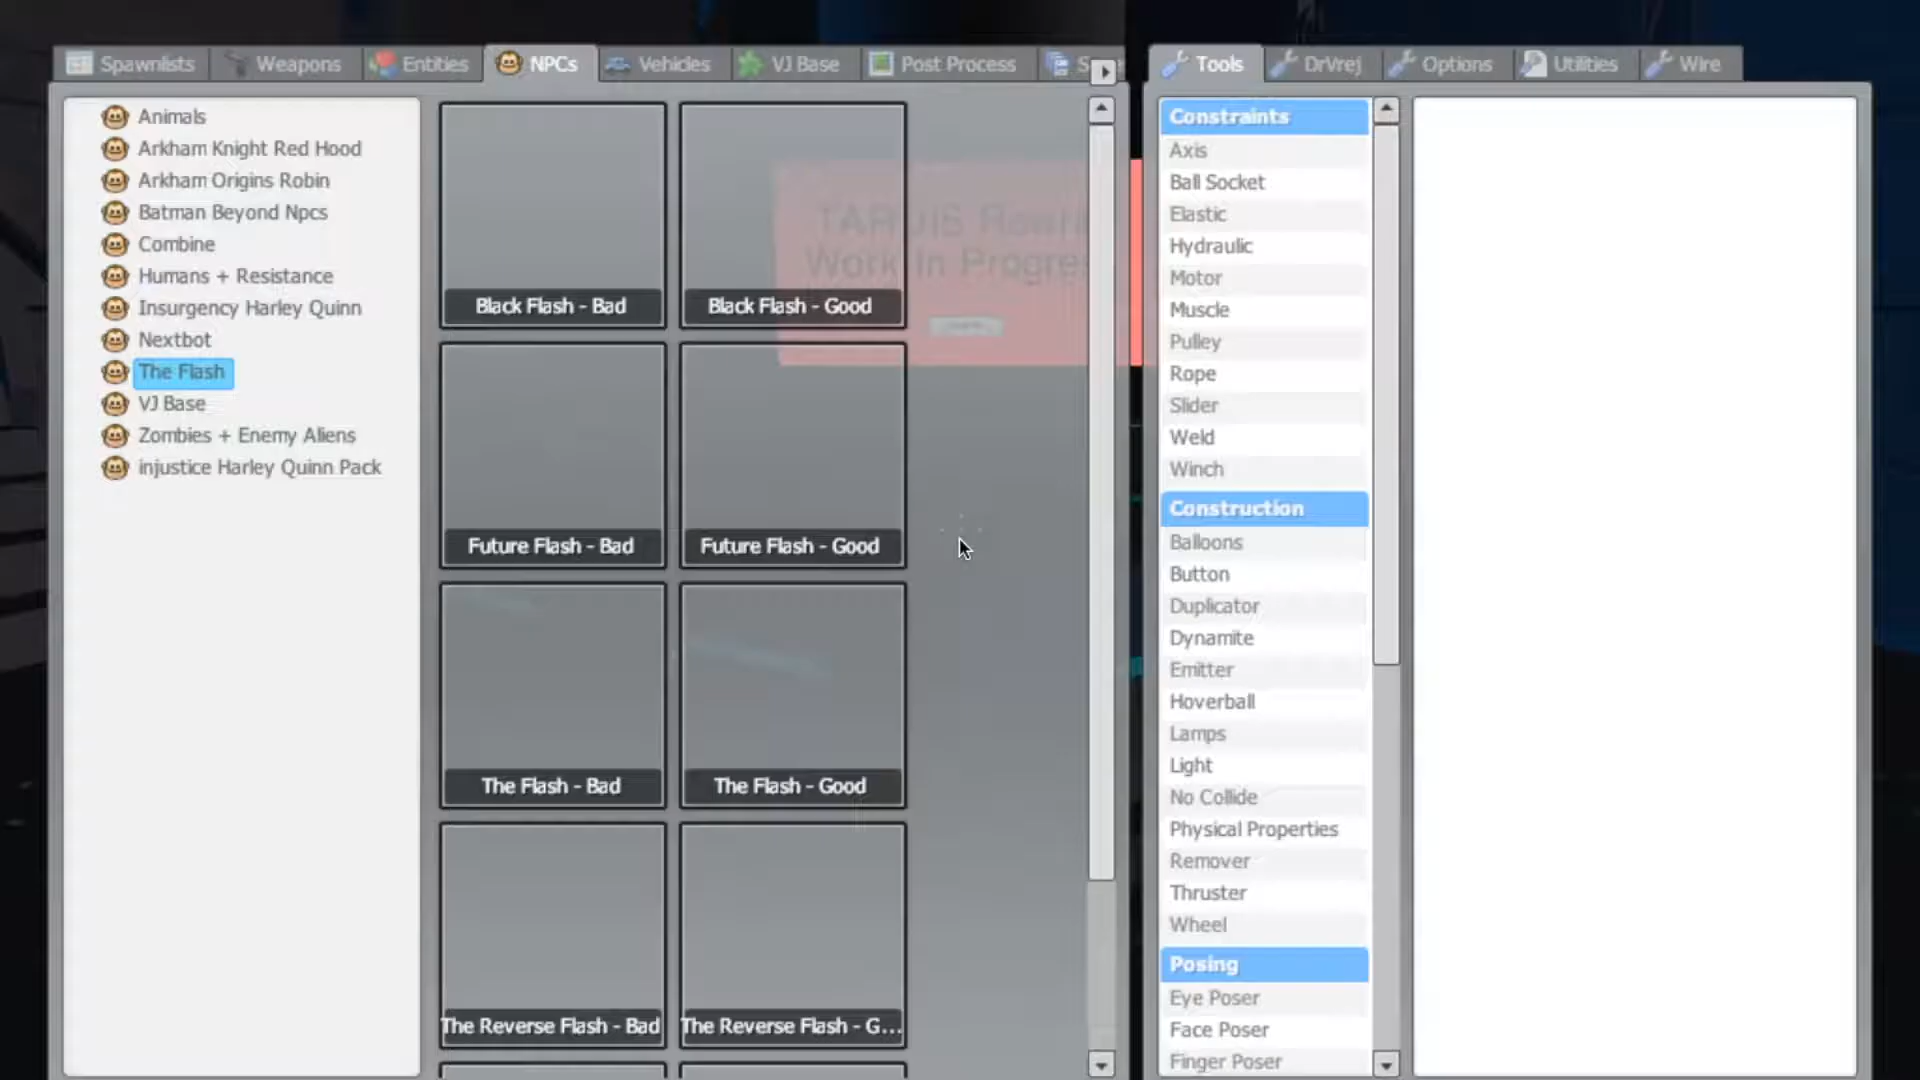 Spawnlists
Weapons
Entities
NPCs
Vehicles
VJ Base
Post Process
Tools
DrVrej
Options
Utilities
Wire
Animals
Arkham Knight Red Hood
Arkham Origins Robin
Batman Beyond Npcs
Combine
Humans + Resistance
Insurgency Harley Quinn
Nextbot
The Flash
VJ Base
Zombies + Enemy Aliens
injustice Harley Quinn Pack
Black Flash - Bad
Black Flash - Good
Future Flash - Bad
Future Flash - Good
The Flash - Bad
The Flash - Good
The Reverse Flash - Bad
The Reverse Flash - G...
TARDIS
Work In
Constraints
Axis
Ball Socket
Elastic
Hydraulic
Motor
Muscle
Pulley
Rope
Slider
Weld
Winch
Construction
Balloons
Button
Duplicator
Dynamite
Emitter
Hoverball
Lamps
Light
No Collide
Physical Properties
Remover
Thruster
Wheel
Posing
Eye Poser
Face Poser
Finger Poser